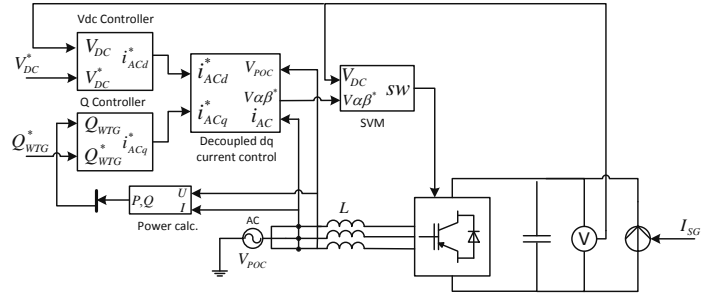 Vdc Controller
V_DC i*_ACd
V*_DC
V*_DC
Q Controller
Q_WTG i*_ACq
Q*_WTG
Q*_WTG
i*_ACd V_POC
Vαβ*
i*_ACq i_AC
Decoupled dq
current control
V_DC SW
Vαβ*
SVM
P,Q U
I
Power calc.
AC
V_POC
L
V
I_SG